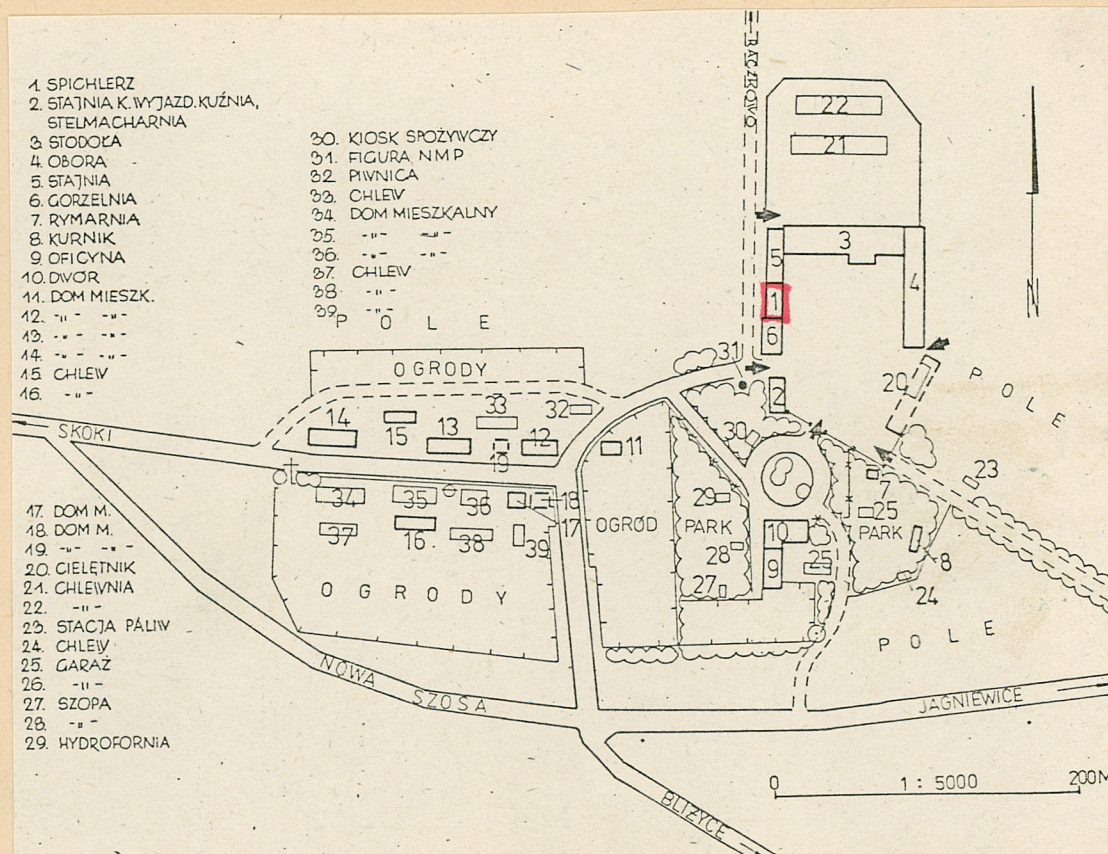 1. SPICHLERZ
2. STAJNIA K. WYJAZD. KUŹNIA,
STELMACHARNIA
3. STODOŁA
4. OBORA
5. STAJNIA
6. GORZELNIA
7. RYMARNIA
8. KURNIK
9. OFICYNA
10. DWÓR
11. DOM MIESZK.
12. -"- -"-
13. -"- -"-
14. -"- -"-
15. CHLEW
16. -"-
17. DOM M.
18. DOM M.
19. -"- -"-
20. CIELĘTNIK
21. CHLEWNIA
22. -"-
23. STACJA PALIW
24. CHLEW
25. GARAŻ
26. -"-
27. SZOPA
28. -"-
29. HYDROFORNIA
30. KIOSK SPOŻYWCZY
31. FIGURA NMP
32. PIWNICA
33. CHLEW
34. DOM MIESZKALNY
35. -"- -"-
36. -"- -"-
37. CHLEW
38 -"-
39. -"-
POLE
RACZKOWO
22
21
3
5
4
1
6
31
2
20
POLE
OGRODY
33
32
14
15
13
19
12
11
30
SKOKI
34
35
36
18
17
37
16
38
39
OGRODY
OGRÓD
PARK
29
28
27
10
9
25
7
25
PARK
8
24
23
POLE
NOWA SZOSA
JAGNIEWICE
BLIŻYCE
0
1 : 5000
200M
N